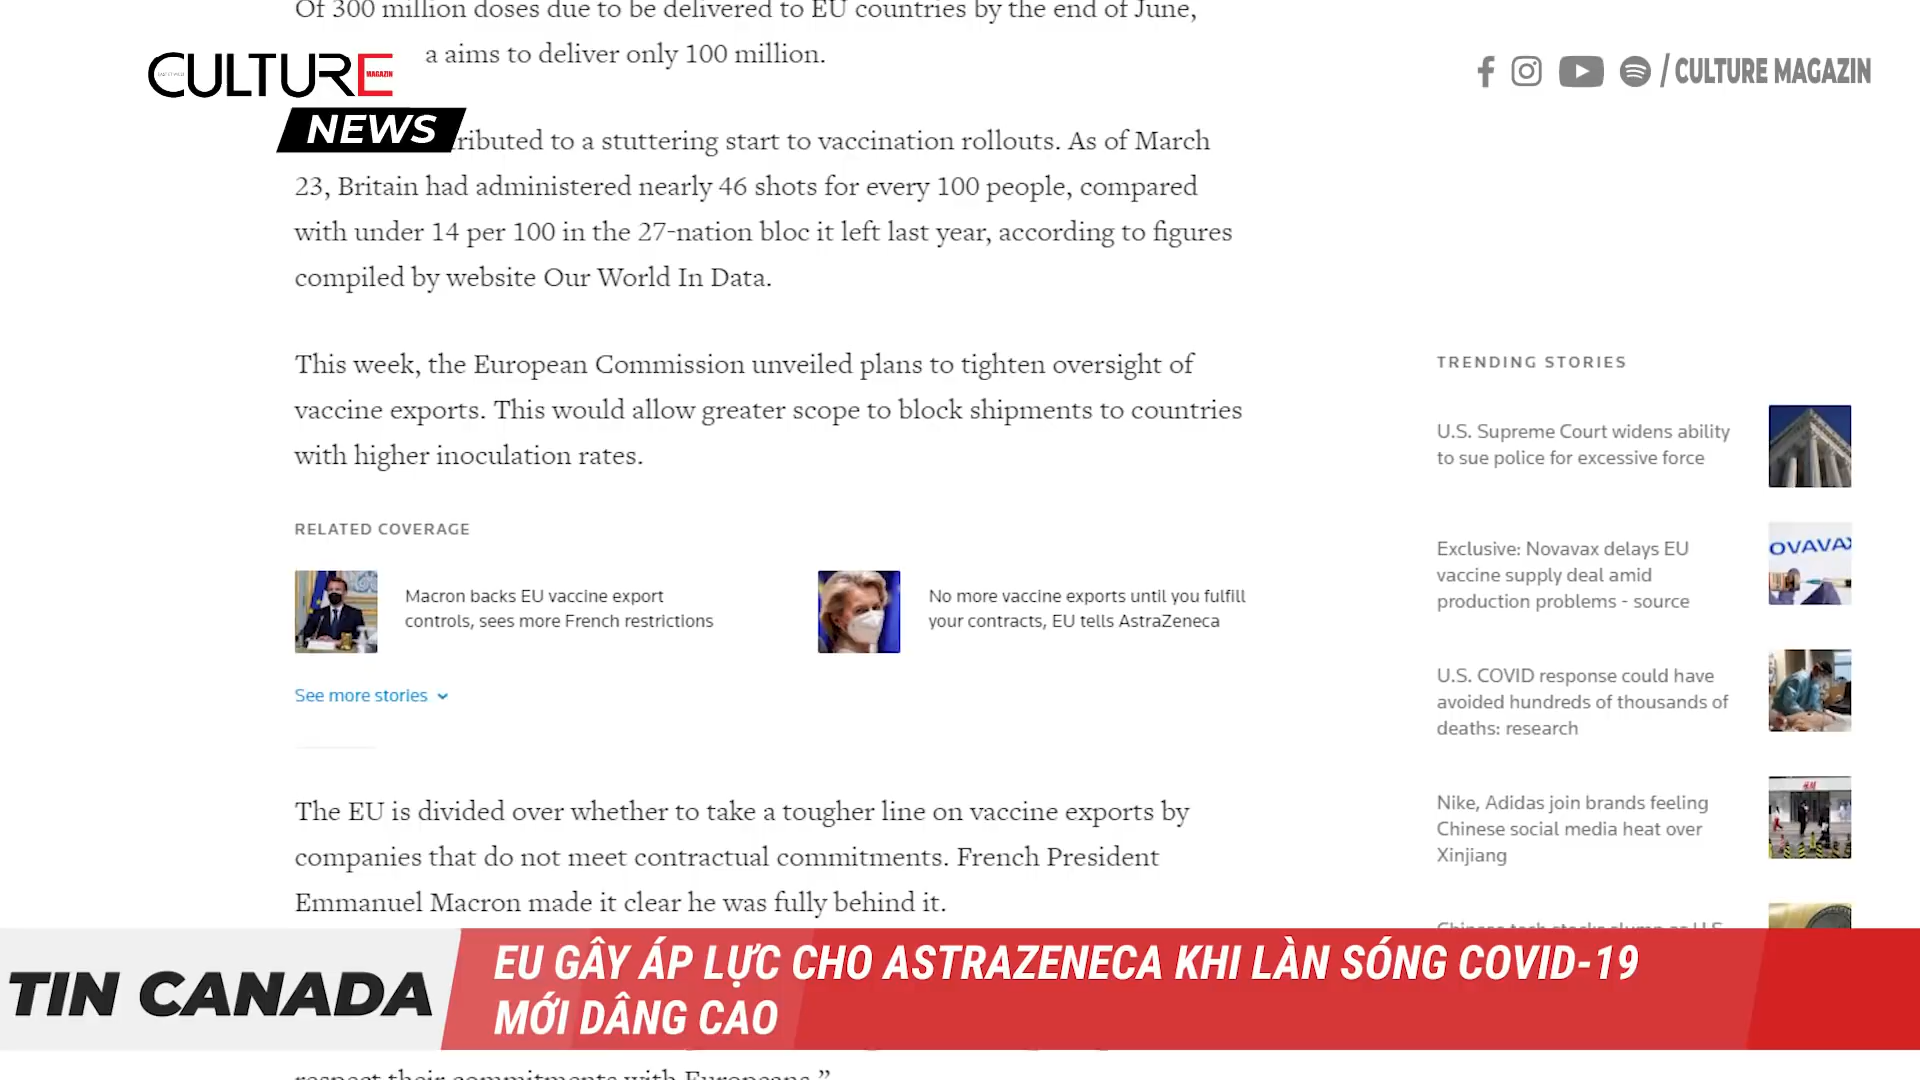 Of 300 million doses due to be delivered to EU countries by the end of June,
a aims to deliver only 100 million.
CULTURE
MAGAZIN
NEWS
/ CULTURE MAGAZIN
ributed to a stuttering start to vaccination rollouts. As of March
23, Britain had administered nearly 46 shots for every 100 people, compared
with under 14 per 100 in the 27-nation bloc it left last year, according to figures
compiled by website Our World In Data.
This week, the European Commission unveiled plans to tighten oversight of
vaccine exports. This would allow greater scope to block shipments to countries
with higher inoculation rates.
RELATED COVERAGE
Macron backs EU vaccine export
controls, sees more French restrictions
No more vaccine exports until you fulfill
your contracts, EU tells AstraZeneca
See more stories
The EU is divided over whether to take a tougher line on vaccine exports by
companies that do not meet contractual commitments. French President
Emmanuel Macron made it clear he was fully behind it.
respect their commitments with Europeans.”
TRENDING STORIES
U.S. Supreme Court widens ability
to sue police for excessive force
Exclusive: Novavax delays EU
vaccine supply deal amid
production problems - source
OVAVAX
U.S. COVID response could have
avoided hundreds of thousands of
deaths: research
Nike, Adidas join brands feeling
Chinese social media heat over
Xinjiang
H&M
Chinese tech stocks slump as U.S.
TIN CANADA
EU GÂY ÁP LỰC CHO ASTRAZENECA KHI LÀN SÓNG COVID-19
MỚI DÂNG CAO